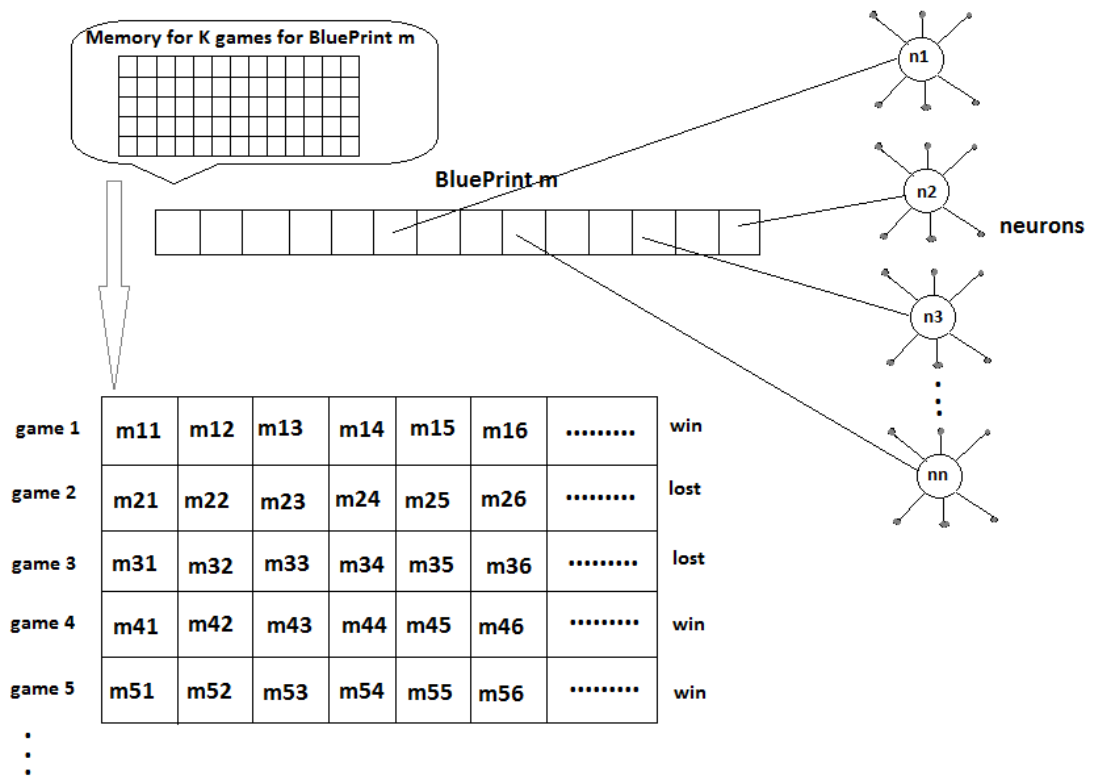 Memory for K games for BluePrint m
n1
BluePrint m
n2
neurons
n3
nn
game 1 m11 m12 m13 m14 m15 m16 ......... win
game 2 m21 m22 m23 m24 m25 m26 ......... lost
game 3 m31 m32 m33 m34 m35 m36 ......... lost
game 4 m41 m42 m43 m44 m45 m46 ......... win
game 5 m51 m52 m53 m54 m55 m56 ......... win